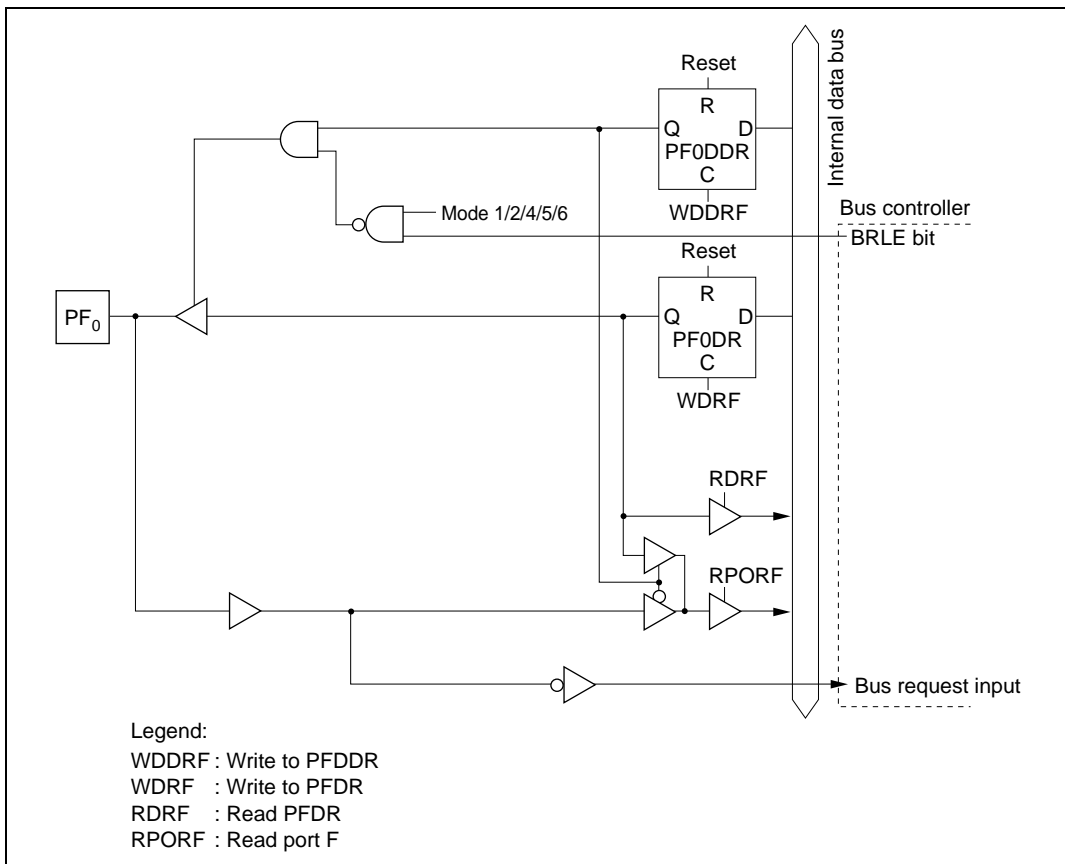 Reset
R
Q D
PF0DDR
C
WDDRF
Internal data bus
Mode 1/2/4/5/6
Bus controller
BRLE bit
Reset
R
Q D
PF0DR
C
WDRF
PF0
RDRF
RPORF
Bus request input
Legend:
WDDRF : Write to PFDDR
WDRF : Write to PFDR
RDRF : Read PFDR
RPORF : Read port F